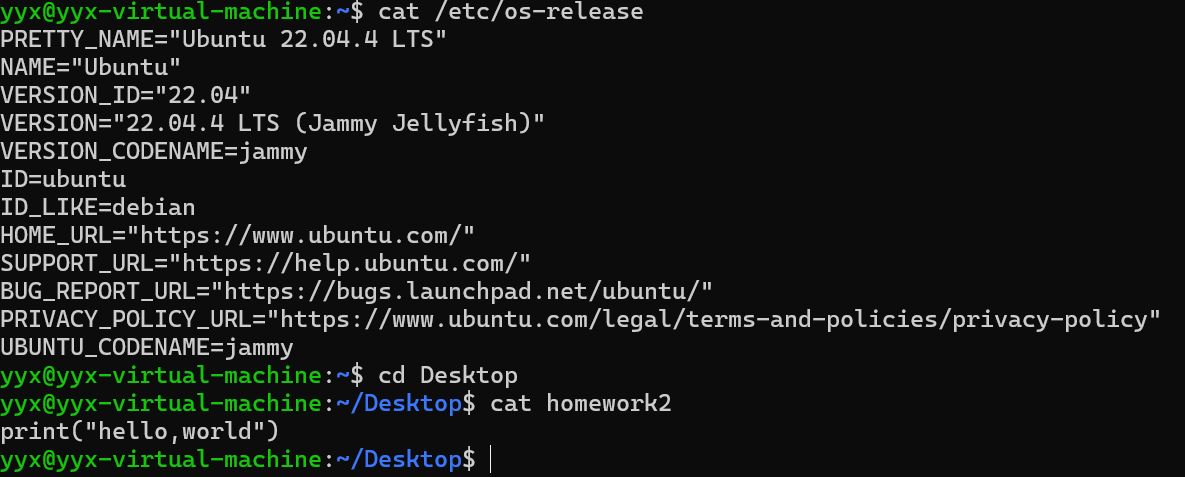 yyx@yyx-virtual-machine:~$ cat /etc/os-release
PRETTY_NAME="Ubuntu 22.04.4 LTS"
NAME="Ubuntu"
VERSION_ID="22.04"
VERSION="22.04.4 LTS (Jammy Jellyfish)"
VERSION_CODENAME=jammy
ID=ubuntu
ID_LIKE=debian
HOME_URL="https://www.ubuntu.com/"
SUPPORT_URL="https://help.ubuntu.com/"
BUG_REPORT_URL="https://bugs.launchpad.net/ubuntu/"
PRIVACY_POLICY_URL="https://www.ubuntu.com/legal/terms-and-policies/privacy-policy"
UBUNTU_CODENAME=jammy
yyx@yyx-virtual-machine:~$ cd Desktop
yyx@yyx-virtual-machine:~/Desktop$ cat homework2
print("hello,world")
yyx@yyx-virtual-machine:~/Desktop$